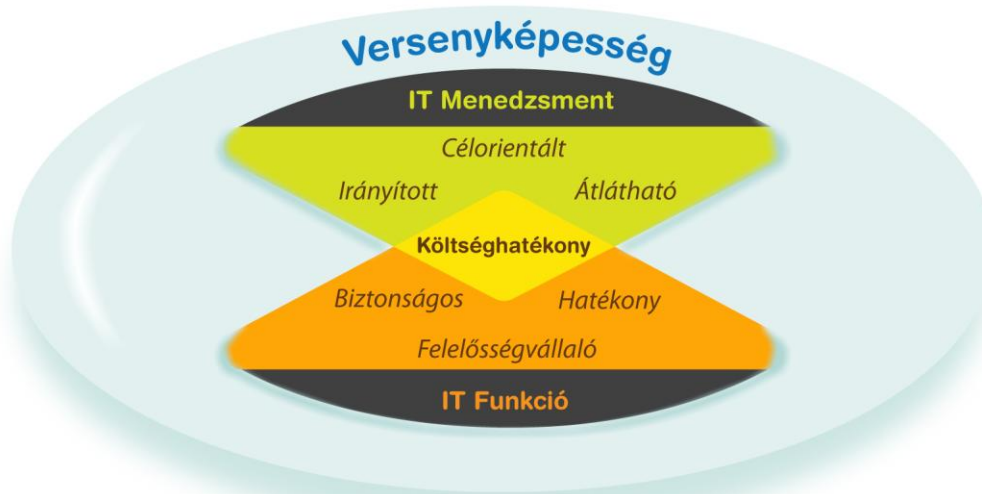 Versenyképesség
IT Menedzsment
Célorientált
Irányított Átlátható
Költséghatékony
Biztonságos Hatékony
Felelősségvállaló
IT Funkció